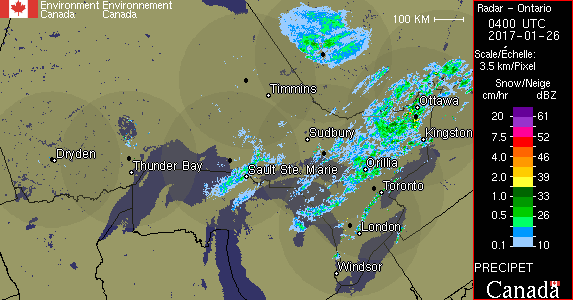 Environment Environnement
Canada Canada
100 KM
Timmins
Ottawa
Sudbury
Kingston
Dryden
Thunder Bay
Sault Ste. Marie
Orillia
Toronto
London
Windsor
Radar - Ontario
0400 UTC
2017-01-26
Scale/Échelle:
3.5 km/Pixel
Snow/Neige
cm/hr dBZ
20 61
7.5 57
5.5 52
4.0 46
2.0 39
1.0 33
0.5 26
0.1 10
PRECIPET
Canada